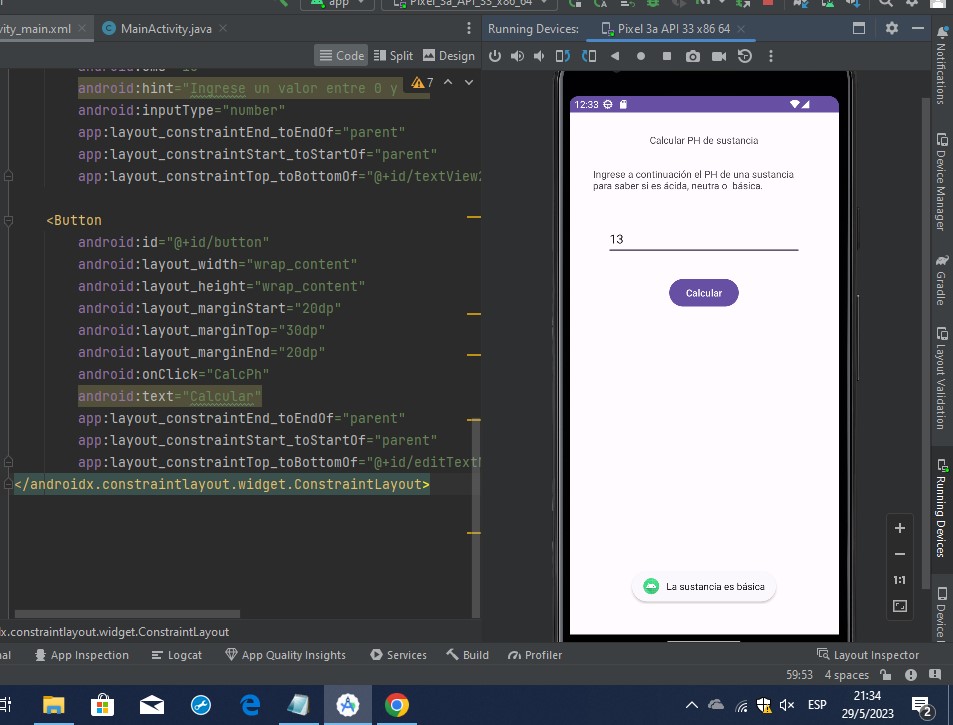 app
Pixel_3a_API_33_x86_64
ity_main.xml
MainActivity.java
Running Devices:
Pixel 3a API 33 x86 64
Code
Split
Design
android:hint="Ingrese un valor entre 0 y
7
android:inputType="number"
app:layout_constraintEnd_toEndOf="parent"
app:layout_constraintStart_toStartOf="parent"
app:layout_constraintTop_toBottomOf="@+id/textView2
<Button
android:id="@+id/button"
android:layout_width="wrap_content"
android:layout_height="wrap_content"
android:layout_marginStart="20dp"
android:layout_marginTop="30dp"
android:layout_marginEnd="20dp"
android:onClick="CalcPh"
android:text="Calcular"
app:layout_constraintEnd_toEndOf="parent"
app:layout_constraintStart_toStartOf="parent"
app:layout_constraintTop_toBottomOf="@+id/editText
</androidx.constraintlayout.widget.ConstraintLayout>
12:33
Calcular PH de sustancia
Ingrese a continuación el PH de una sustancia
para saber si es ácida, neutra o básica.
13
Calcular
La sustancia es básica
1:1
Notifications
Device Manager
Gradle
Layout Validation
Running Devices
Device
x.constraintlayout.widget.ConstraintLayout
nal
App Inspection
Logcat
App Quality Insights
Services
Build
Profiler
Layout Inspector
59:53
4 spaces
ESP
21:34
29/5/2023
2